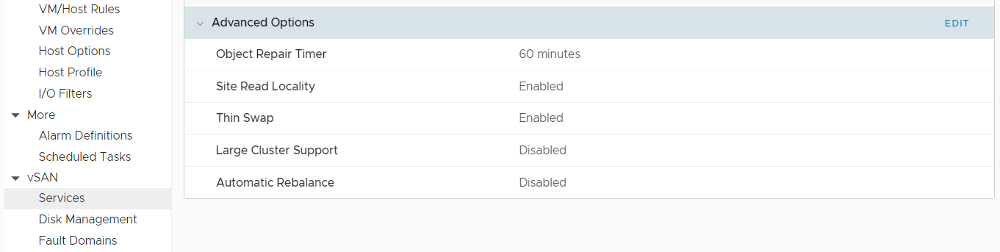 VM/Host Rules
VM Overrides
Host Options
Host Profile
I/O Filters
More
Alarm Definitions
Scheduled Tasks
vSAN
Services
Disk Management
Fault Domains
Advanced Options EDIT
Object Repair Timer 60 minutes
Site Read Locality Enabled
Thin Swap Enabled
Large Cluster Support Disabled
Automatic Rebalance Disabled